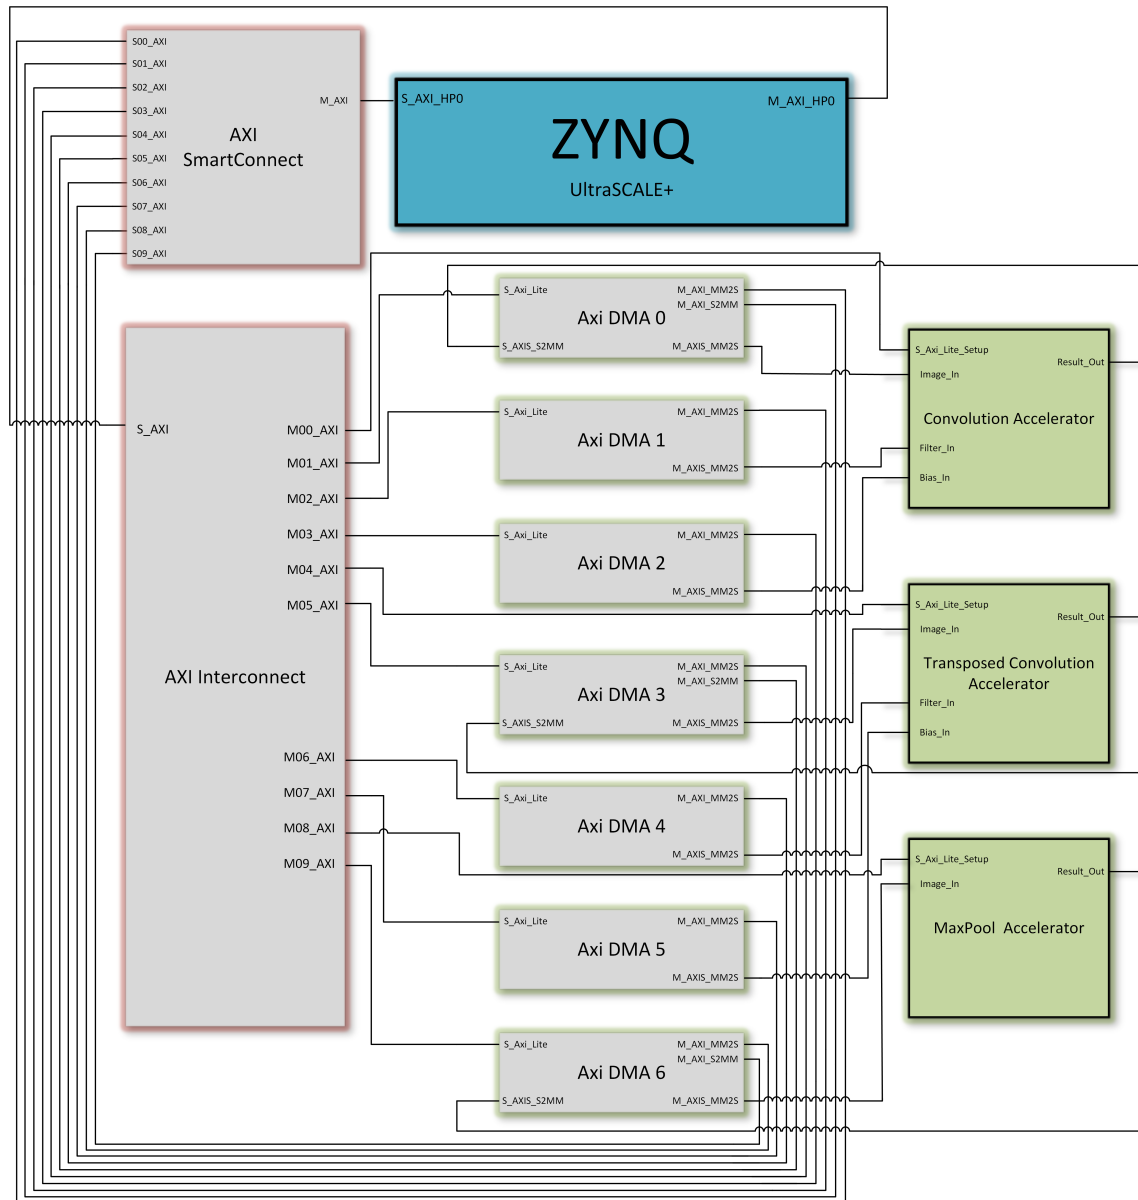 S00_AXI
S01_AXI
S02_AXI
S03_AXI
S04_AXI
S05_AXI
S06_AXI
S07_AXI
S08_AXI
S09_AXI
M_AXI
AXI
SmartConnect
S_AXI_HP0
M_AXI_HP0
ZYNQ
UltraSCALE+
S_AXI
M00_AXI
M01_AXI
M02_AXI
M03_AXI
M04_AXI
M05_AXI
AXI Interconnect
M06_AXI
M07_AXI
M08_AXI
M09_AXI
S_Axi_Lite
M_AXI_MM2S
M_AXI_S2MM
Axi DMA 0
S_AXIS_S2MM
M_AXIS_MM2S
S_Axi_Lite
M_AXI_MM2S
Axi DMA 1
M_AXIS_MM2S
S_Axi_Lite
M_AXI_MM2S
Axi DMA 2
M_AXIS_MM2S
S_Axi_Lite
M_AXI_MM2S
M_AXI_S2MM
Axi DMA 3
S_AXIS_S2MM
M_AXIS_MM2S
S_Axi_Lite
M_AXI_MM2S
Axi DMA 4
M_AXIS_MM2S
S_Axi_Lite
M_AXI_MM2S
Axi DMA 5
M_AXIS_MM2S
S_Axi_Lite
M_AXI_MM2S
M_AXI_S2MM
Axi DMA 6
S_AXIS_S2MM
M_AXIS_MM2S
S_Axi_Lite_Setup
Result_Out
Image_In
Convolution Accelerator
Filter_In
Bias_In
S_Axi_Lite_Setup
Result_Out
Image_In
Transposed Convolution
Accelerator
Filter_In
Bias_In
S_Axi_Lite_Setup
Result_Out
Image_In
MaxPool Accelerator